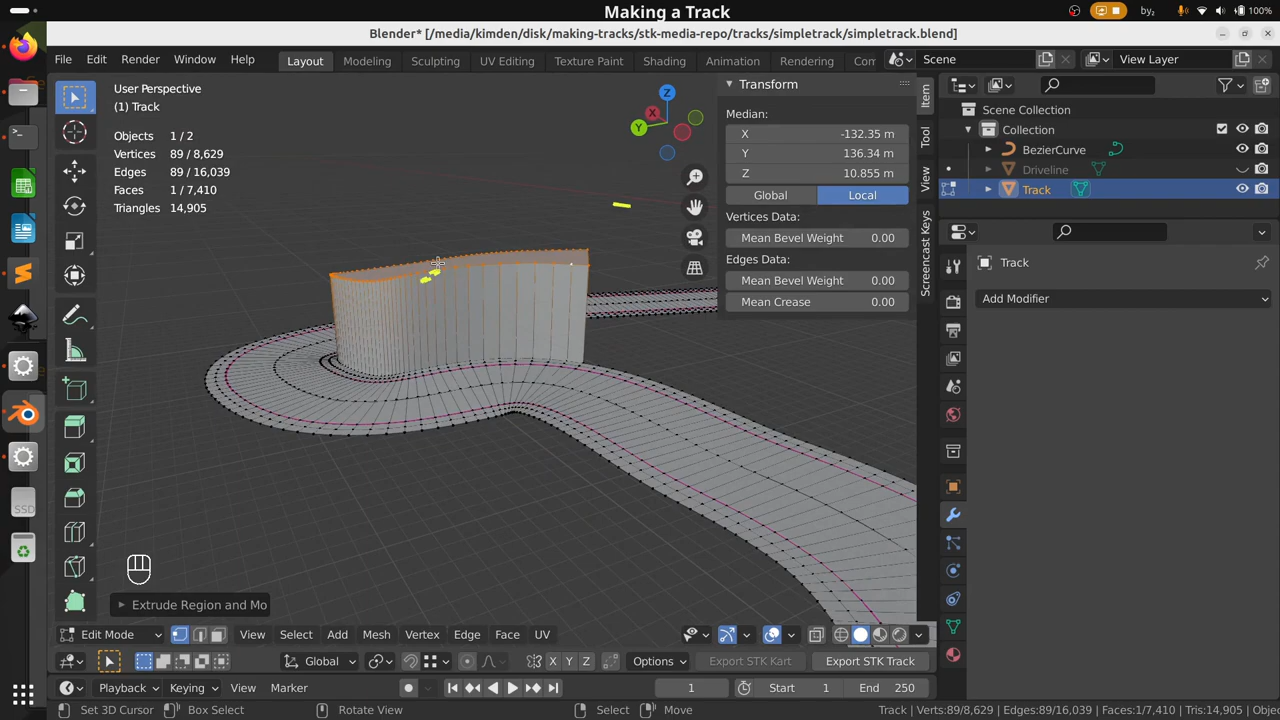 Making a Track
by₂
100%
Blender* [/media/kimden/disk/making-tracks/stk-media-repo/tracks/simpletrack/simpletrack.blend]
File Edit Render Window Help Layout Modeling Sculpting UV Editing Texture Paint Shading Animation Rendering Com Scene View Layer
User Perspective
(1) Track
Objects 1 / 2
Vertices 89 / 8,629
Edges 89 / 16,039
Faces 1 / 7,410
Triangles 14,905
Z
X
Y
Transform
Median:
X -132.35 m
Y 136.34 m
Z 10.855 m
Global Local
Vertices Data:
Mean Bevel Weight 0.00
Edges Data:
Mean Bevel Weight 0.00
Mean Crease 0.00
Item
Tool
View
Screencast Keys
Scene Collection
Collection
BezierCurve
Driveline
Track
Track
Add Modifier
SSD
Extrude Region and Mo
Edit Mode View Select Add Mesh Vertex Edge Face UV
Global X Y Z Options Export STK Kart Export STK Track
Playback Keying View Marker 1 Start 1 End 250
Set 3D Cursor Box Select Rotate View Select Move Track | Verts:89/8,629 | Edges:89/16,039 | Faces:1/7,410 | Tris:14,905 | Obje